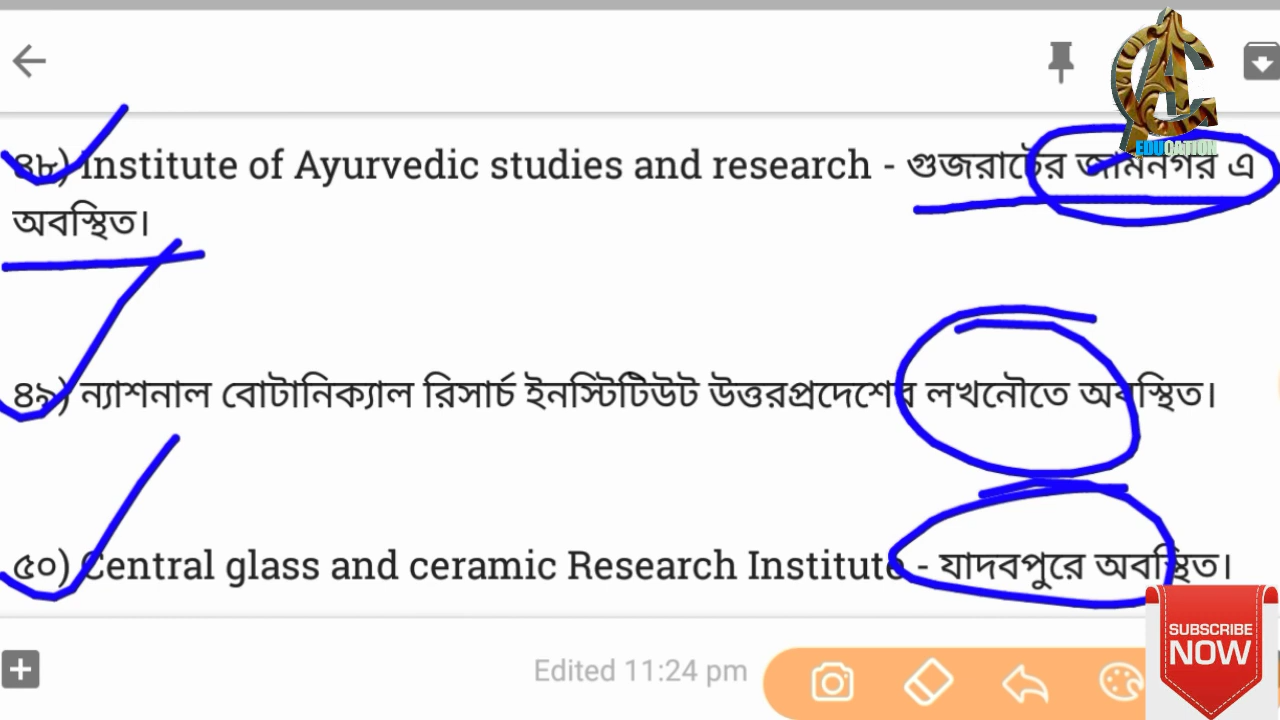 ৪৮) Institute of Ayurvedic studies and research - গুজরাটের জামনগর এ
অবস্থিত।
৪৯) ন্যাশনাল বোটানিক্যাল রিসার্চ ইনস্টিটিউট উত্তরপ্রদেশের লখনৌতে অবস্থিত।
৫০) Central glass and ceramic Research Institute - যাদবপুরে অবস্থিত।
Edited 11:24 pm
EDUCATION
SUBSCRIBE
NOW